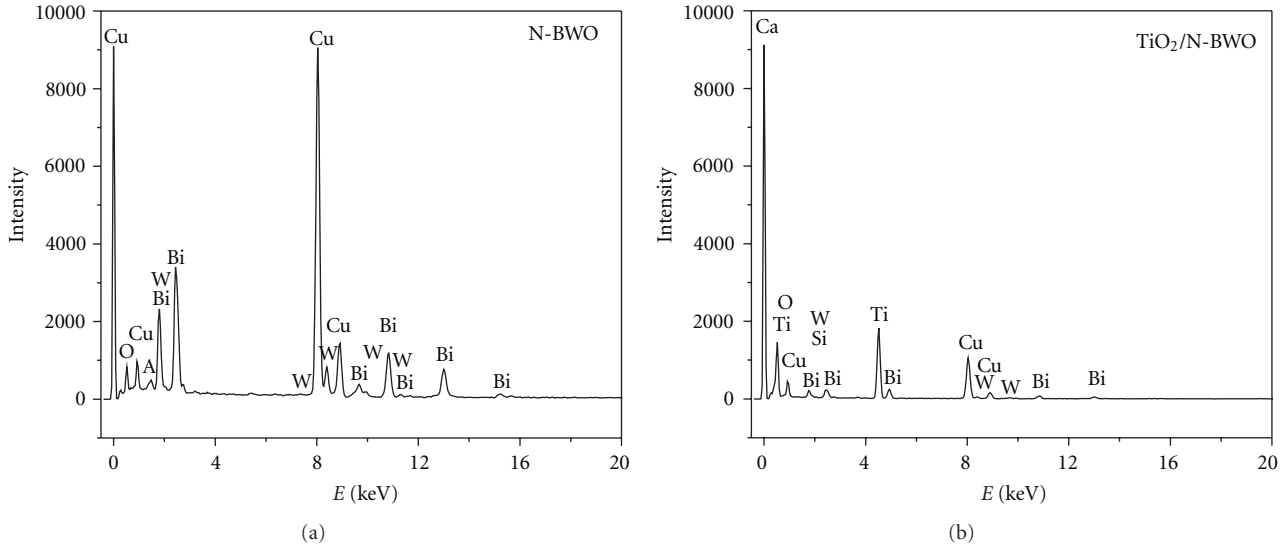 10000
8000
6000
4000
2000
0
Intensity
N-BWO
Cu
O
Cu
A
W
Bi
Bi
W
Cu
W
Cu
Bi
W
Bi
W
Bi
Bi
Bi
0 4 8 12 16 20
E (keV)
(a)
10000
8000
6000
4000
2000
0
Intensity
TiO₂/N-BWO
Ca
O
Ti
Cu
W
Si
Bi
Bi
Ti
Bi
Cu
Cu
W
W
Bi
Bi
0 4 8 12 16 20
E (keV)
(b)